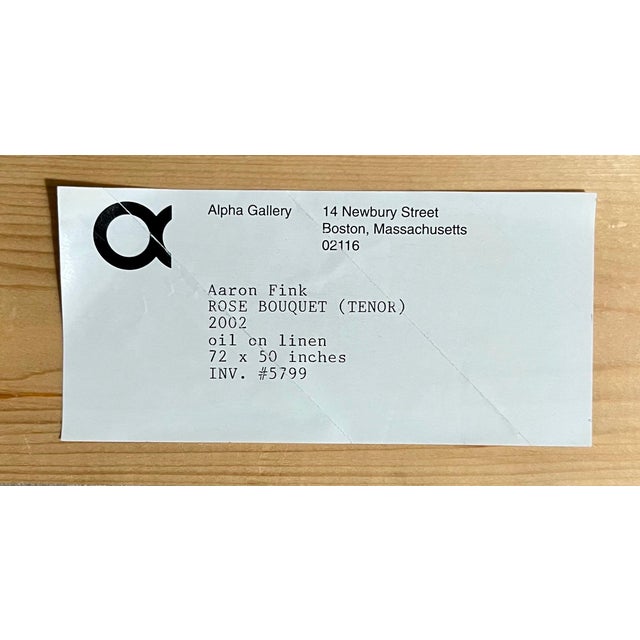 Alpha Gallery
14 Newbury Street
Boston, Massachusetts
02116
Aaron Fink
ROSE BOUQUET (TENOR)
2002
oil on linen
72 x 50 inches
INV. #5799